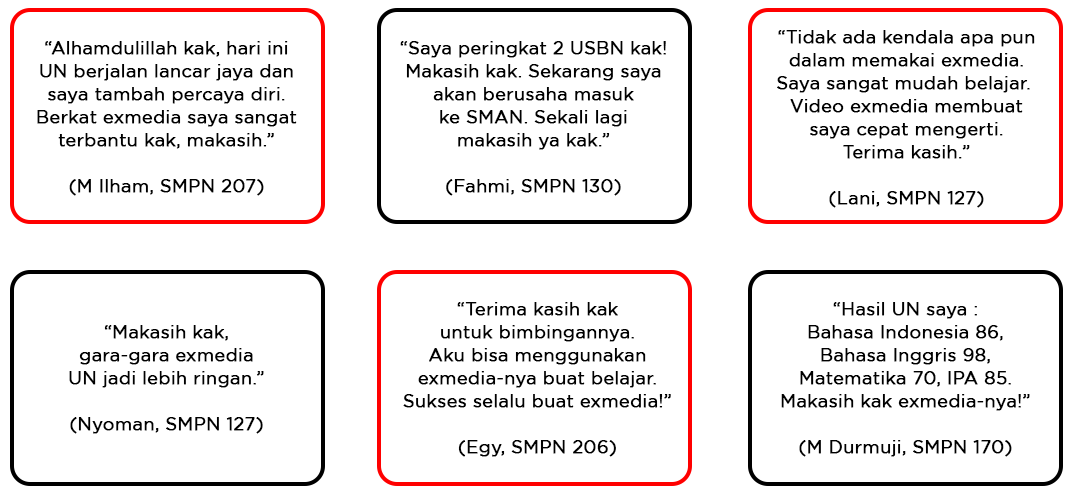 “Alhamdulillah kak, hari ini
UN berjalan lancar jaya dan
saya tambah percaya diri.
Berkat exmedia saya sangat
terbantu kak, makasih.”
(M Ilham, SMPN 207)
“Saya peringkat 2 USBN kak!
Makasih kak. Sekarang saya
akan berusaha masuk
ke SMAN. Sekali lagi
makasih ya kak.”
(Fahmi, SMPN 130)
“Tidak ada kendala apa pun
dalam memakai exmedia.
Saya sangat mudah belajar.
Video exmedia membuat
saya cepat mengerti.
Terima kasih.”
(Lani, SMPN 127)
“Makasih kak,
gara-gara exmedia
UN jadi lebih ringan.”
(Nyoman, SMPN 127)
“Terima kasih kak
untuk bimbingannya.
Aku bisa menggunakan
exmedia-nya buat belajar.
Sukses selalu buat exmedia!”
(Egy, SMPN 206)
“Hasil UN saya :
Bahasa Indonesia 86,
Bahasa Inggris 98,
Matematika 70, IPA 85.
Makasih kak exmedia-nya!”
(M Durmuji, SMPN 170)